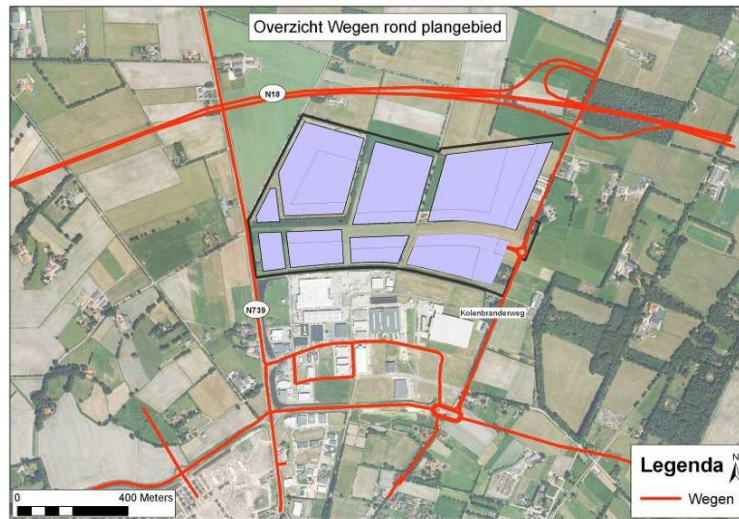 Overzicht Wegen rond plangebied
N18
N739
Kolenbranderweg
Legenda
N
Wegen
0 400 Meters